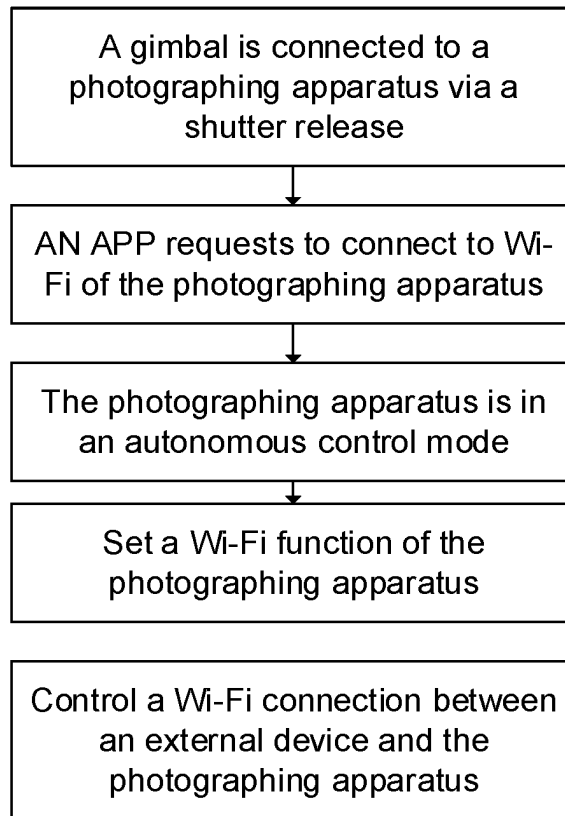 A gimbal is connected to a
photographing apparatus via a
shutter release
AN APP requests to connect to Wi-
Fi of the photographing apparatus
The photographing apparatus is in
an autonomous control mode
Set a Wi-Fi function of the
photographing apparatus
Control a Wi-Fi connection between
an external device and the
photographing apparatus